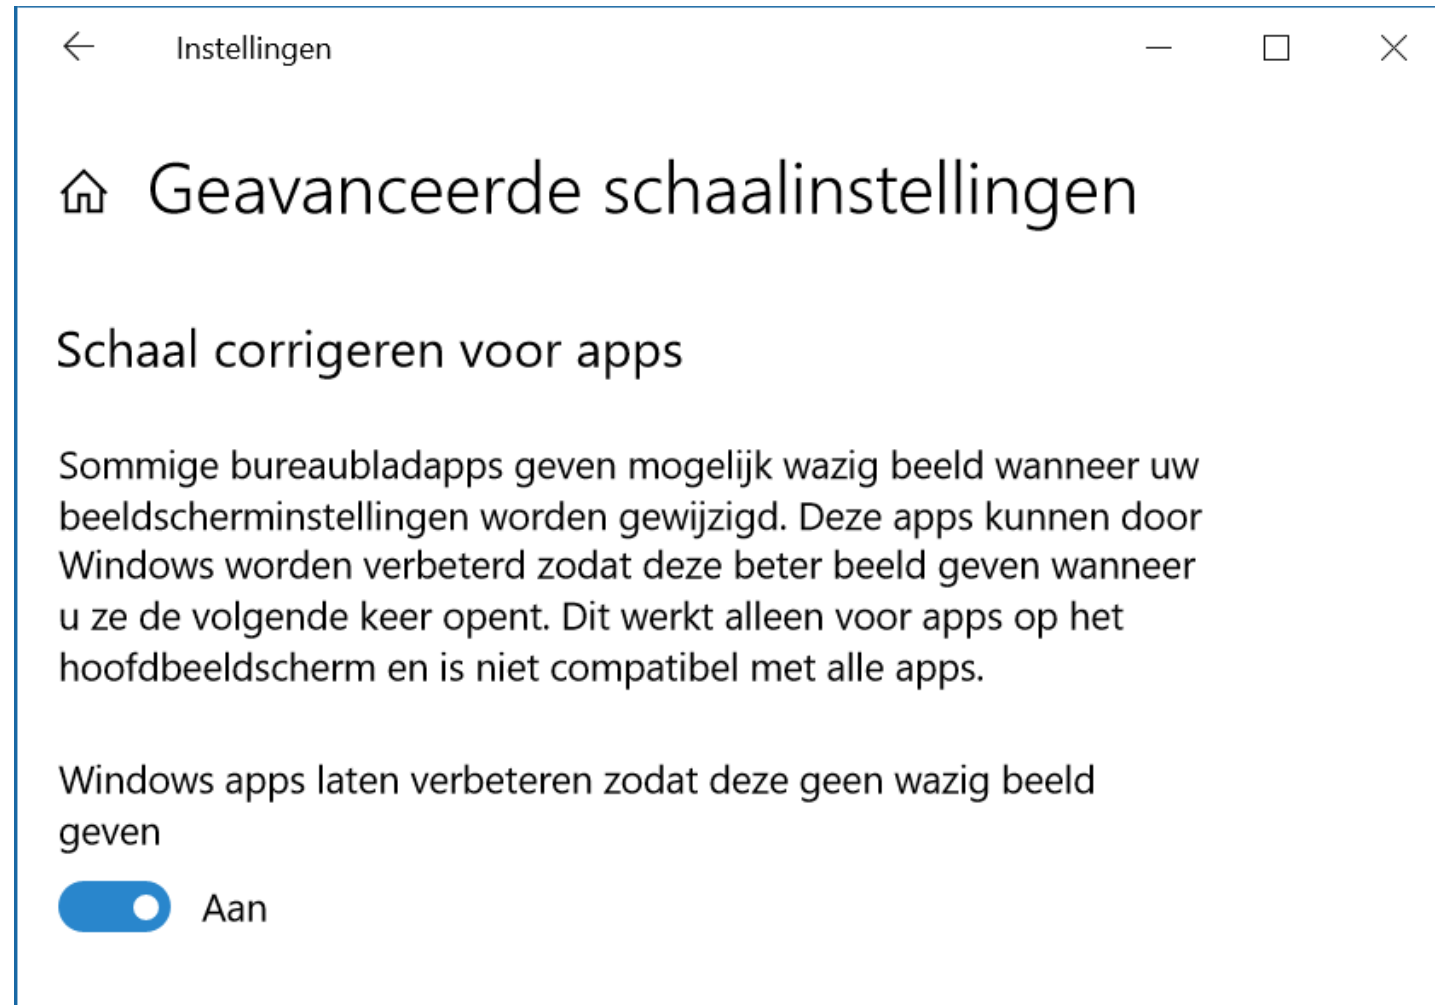 Instellingen
Geavanceerde schaalinstellingen
Schaal corrigeren voor apps
Sommige bureaubladapps geven mogelijk wazig beeld wanneer uw
beeldscherminstellingen worden gewijzigd. Deze apps kunnen door
Windows worden verbeterd zodat deze beter beeld geven wanneer
u ze de volgende keer opent. Dit werkt alleen voor apps op het
hoofdbeeldscherm en is niet compatibel met alle apps.
Windows apps laten verbeteren zodat deze geen wazig beeld
geven
Aan